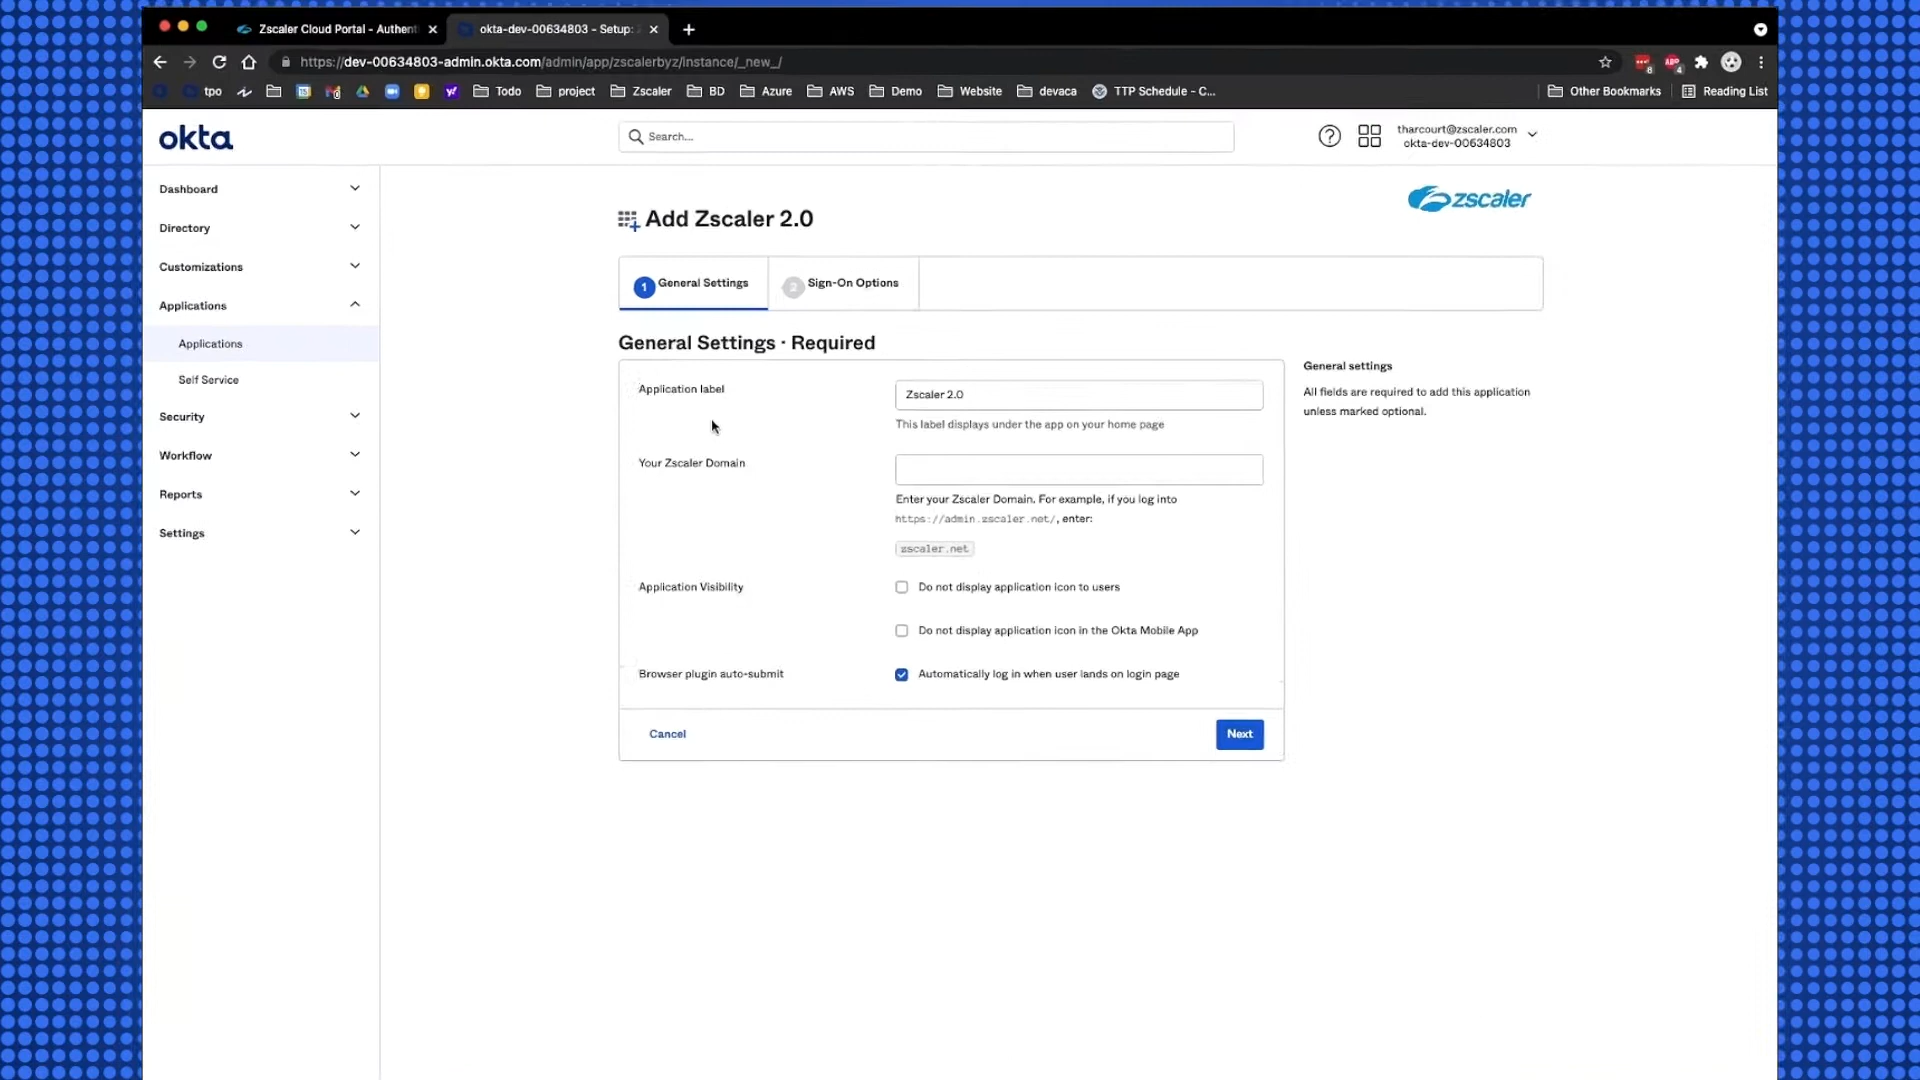 Zscaler Cloud Portal - Authent
okta-dev-00634803 - Setup:
https://dev-00634803-admin.okta.com/admin/app/zscalerbyz/instance/_new_/
tpo
Todo
project
Zscaler
BD
Azure
AWS
Demo
Website
devaca
TTP Schedule - C...
Other Bookmarks
Reading List
okta
Search...
tharcourt@zscaler.com
okta-dev-00634803
Dashboard
Directory
Customizations
Applications
Applications
Self Service
Security
Workflow
Reports
Settings
zscaler
Add Zscaler 2.0
1 General Settings
2 Sign-On Options
General Settings · Required
Application label
Zscaler 2.0
This label displays under the app on your home page
Your Zscaler Domain
Enter your Zscaler Domain. For example, if you log into
https://admin.zscaler.net/, enter:
zscaler.net
Application Visibility
Do not display application icon to users
Do not display application icon in the Okta Mobile App
Browser plugin auto-submit
Automatically log in when user lands on login page
Cancel
Next
General settings
All fields are required to add this application
unless marked optional.